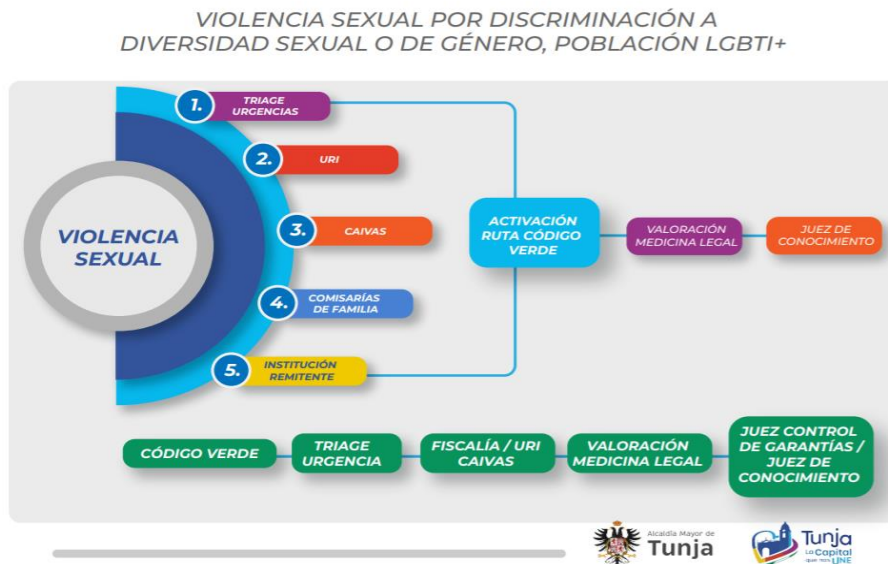 VIOLENCIA SEXUAL POR DISCRIMINACIÓN A
DIVERSIDAD SEXUAL O DE GÉNERO, POBLACIÓN LGBTI+
VIOLENCIA
SEXUAL
1.
TRIAGE
URGENCIAS
2.
URI
3.
CAIVAS
4.
COMISARÍAS
DE FAMILIA
5.
INSTITUCIÓN
REMITENTE
ACTIVACIÓN
RUTA CÓDIGO
VERDE
VALORACIÓN
MEDICINA LEGAL
JUEZ DE
CONOCIMIENTO
CÓDIGO VERDE
TRIAGE
URGENCIA
FISCALÍA / URI
CAIVAS
VALORACIÓN
MEDICINA LEGAL
JUEZ CONTROL
DE GARANTÍAS /
JUEZ DE
CONOCIMIENTO
Alcaldía Mayor de
Tunja
Tunja
La Capital
que nos UNE